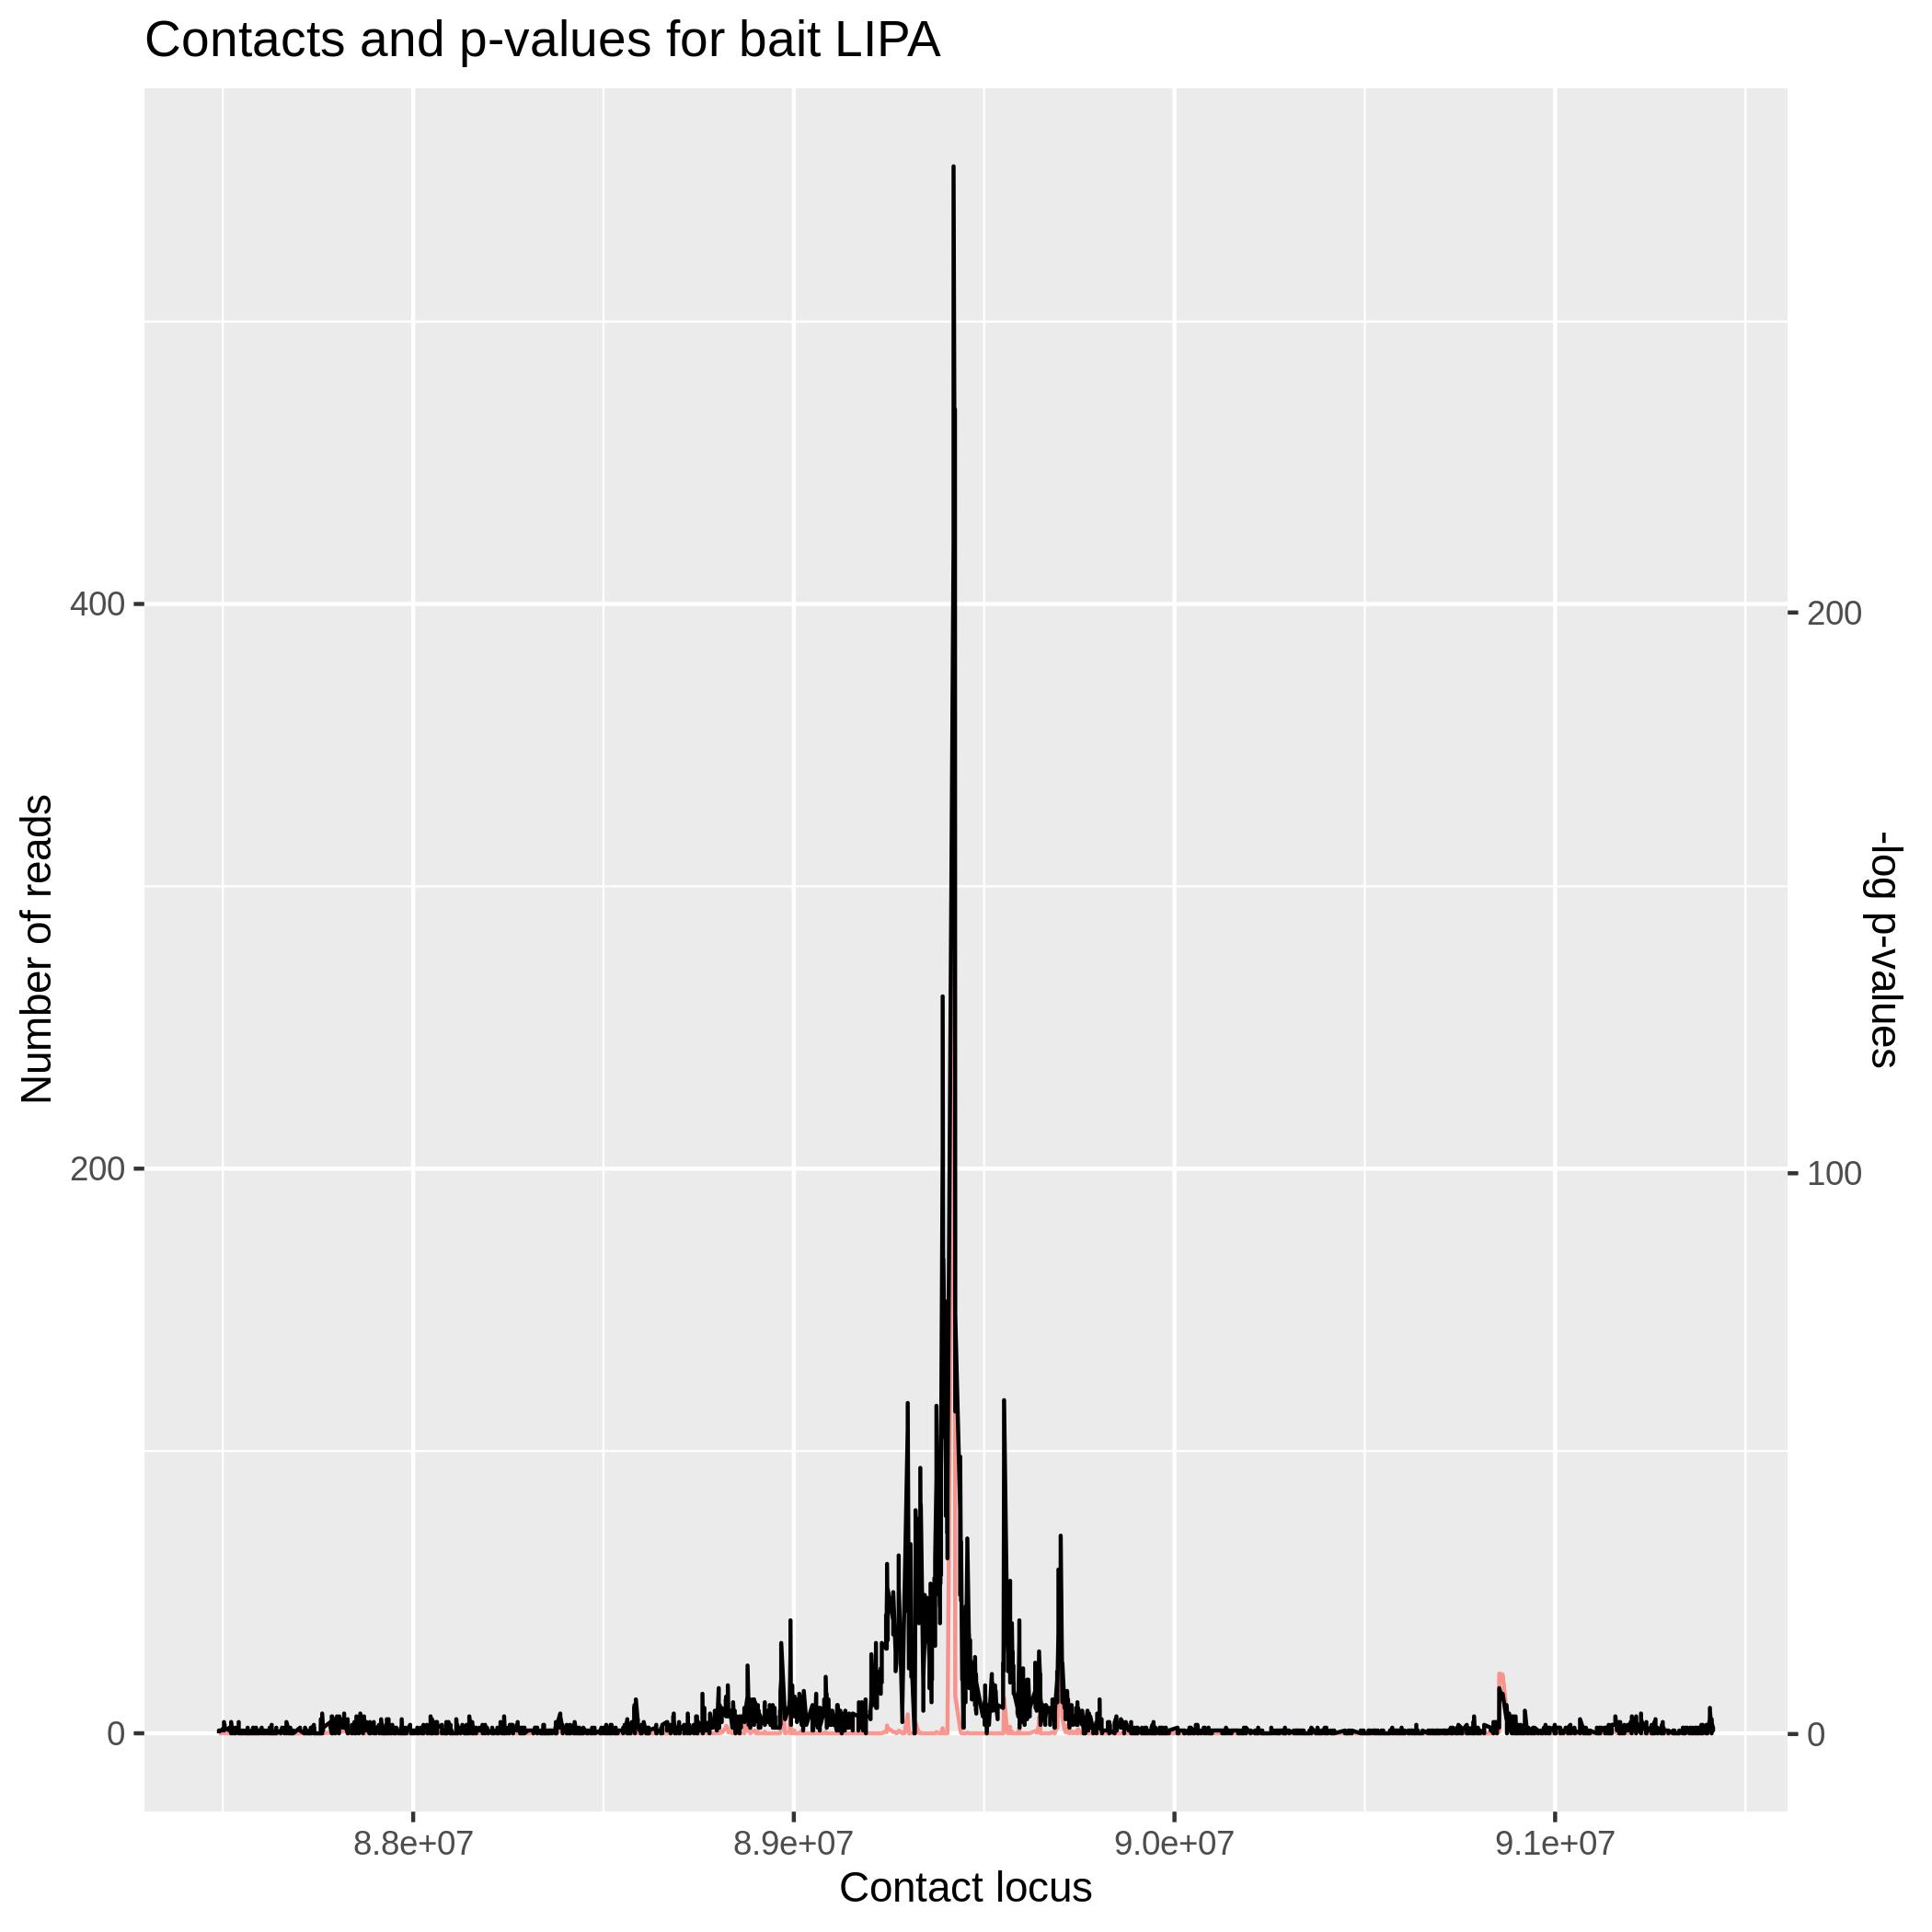 Contacts and p-values for bait LIPA
Number of reads
400
200
0
200
100
0
-log p-values
8.8e+07
8.9e+07
9.0e+07
9.1e+07
Contact locus